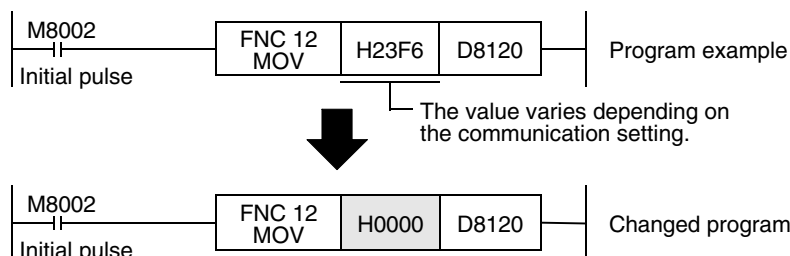 M8002
FNC 12
MOV
H23F6
D8120
Program example
Initial pulse
The value varies depending on
the communication setting.
M8002
FNC 12
MOV
H0000
D8120
Changed program
Initial pulse